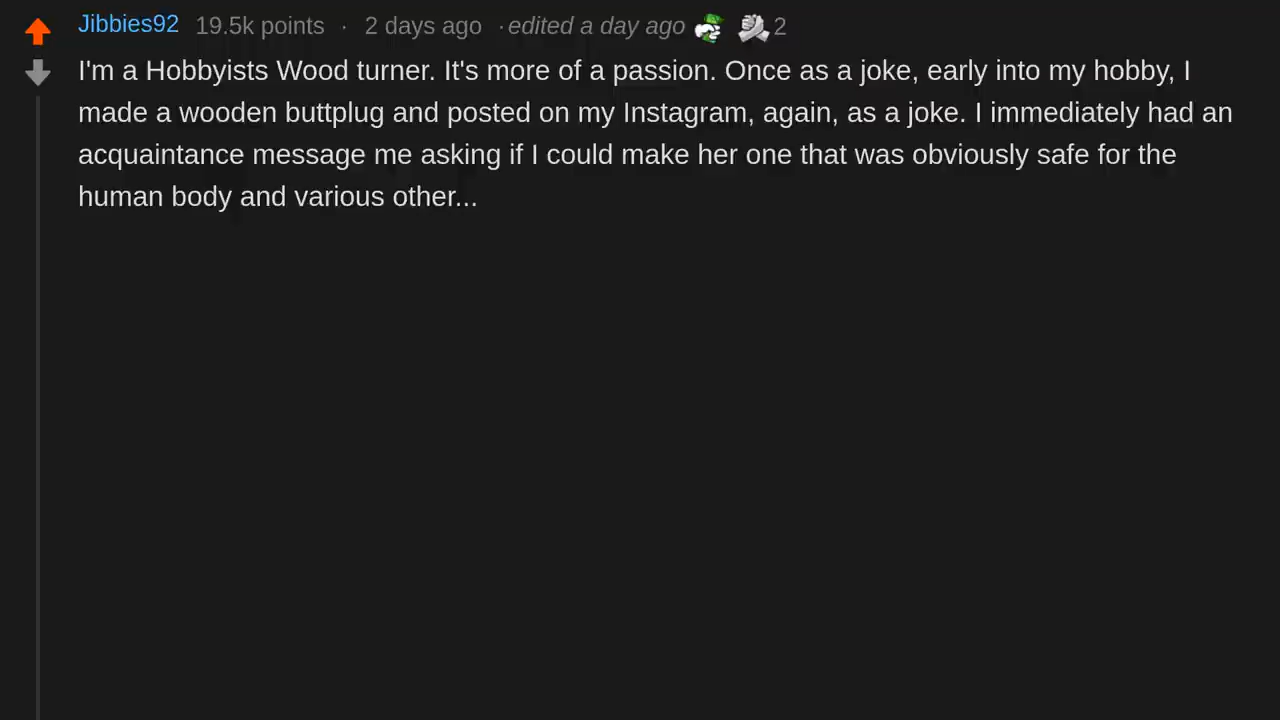 Jibbies92 19.5k points · 2 days ago · edited a day ago 2
I'm a Hobbyists Wood turner. It's more of a passion. Once as a joke, early into my hobby, I
made a wooden buttplug and posted on my Instagram, again, as a joke. I immediately had an
acquaintance message me asking if I could make her one that was obviously safe for the
human body and various other...